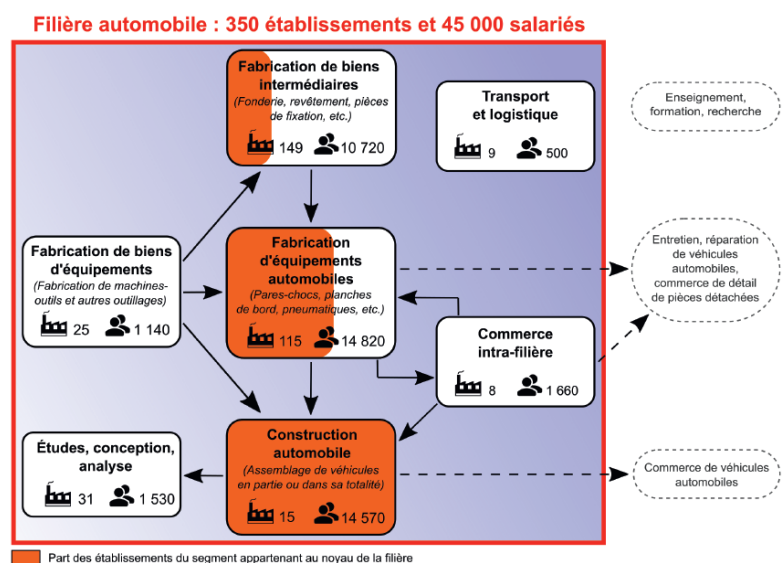 Filière automobile : 350 établissements et 45 000 salariés
Fabrication de biens
intermédiaires
(Fonderie, revêtement, pièces
de fixation, etc.)
149 10 720
Transport
et logistique
9 500
Enseignement,
formation, recherche
Fabrication de biens
d'équipements
(Fabrication de machines-
outils et autres outillages)
25 1 140
Fabrication
d'équipements
automobiles
(Pares-chocs, planches
de bord, pneumatiques, etc.)
115 14 820
Entretien, réparation
de véhicules
automobiles,
commerce de détail
de pièces détachées
Commerce
intra-filière
8 1 660
Études, conception,
analyse
31 1 530
Construction
automobile
(Assemblage de véhicules
en partie ou dans sa totalité)
15 14 570
Commerce de véhicules
automobiles
Part des établissements du segment appartenant au noyau de la filière